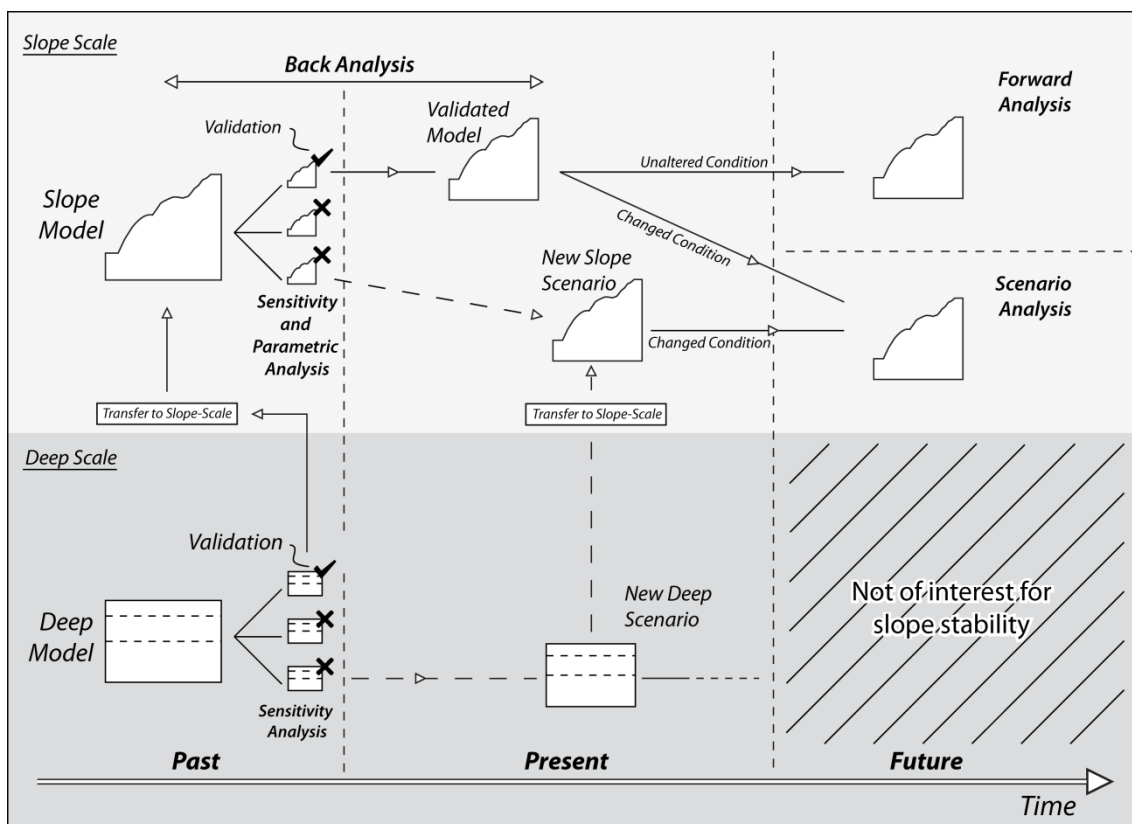 Slope Scale
Back Analysis
Validation
Validated
Model
Forward
Analysis
Unaltered Condition
Slope
Model
Changed Condition
New Slope
Scenario
Scenario
Analysis
Sensitivity
and
Parametric
Analysis
Changed Condition
Transfer to Slope-Scale
Transfer to Slope-Scale
Deep Scale
Validation
Deep
Model
New Deep
Scenario
Not of interest for
slope stability
Sensitivity
Analysis
Past
Present
Future
Time